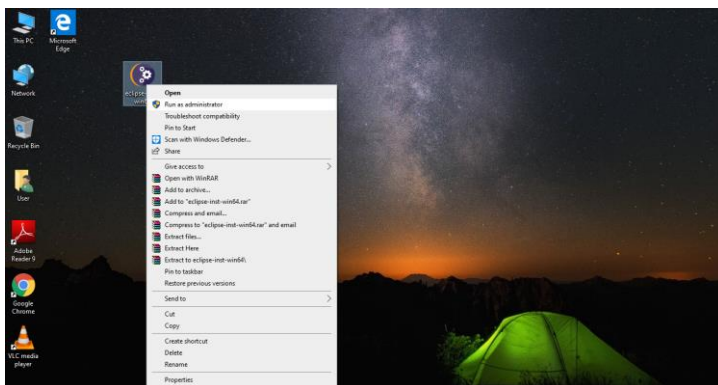 This PC
Microsoft
Edge
Network
eclipse-
win
Recycle Bin
User
Adobe
Reader 9
Google
Chrome
VLC media
player
Open
Run as administrator
Troubleshoot compatibility
Pin to Start
Scan with Windows Defender...
Share
Give access to
Open with WinRAR
Add to archive...
Add to "eclipse-inst-win64.rar"
Compress and email...
Compress to "eclipse-inst-win64.rar" and email
Extract files...
Extract Here
Extract to eclipse-inst-win64\
Pin to taskbar
Restore previous versions
Send to
Cut
Copy
Create shortcut
Delete
Rename
Properties